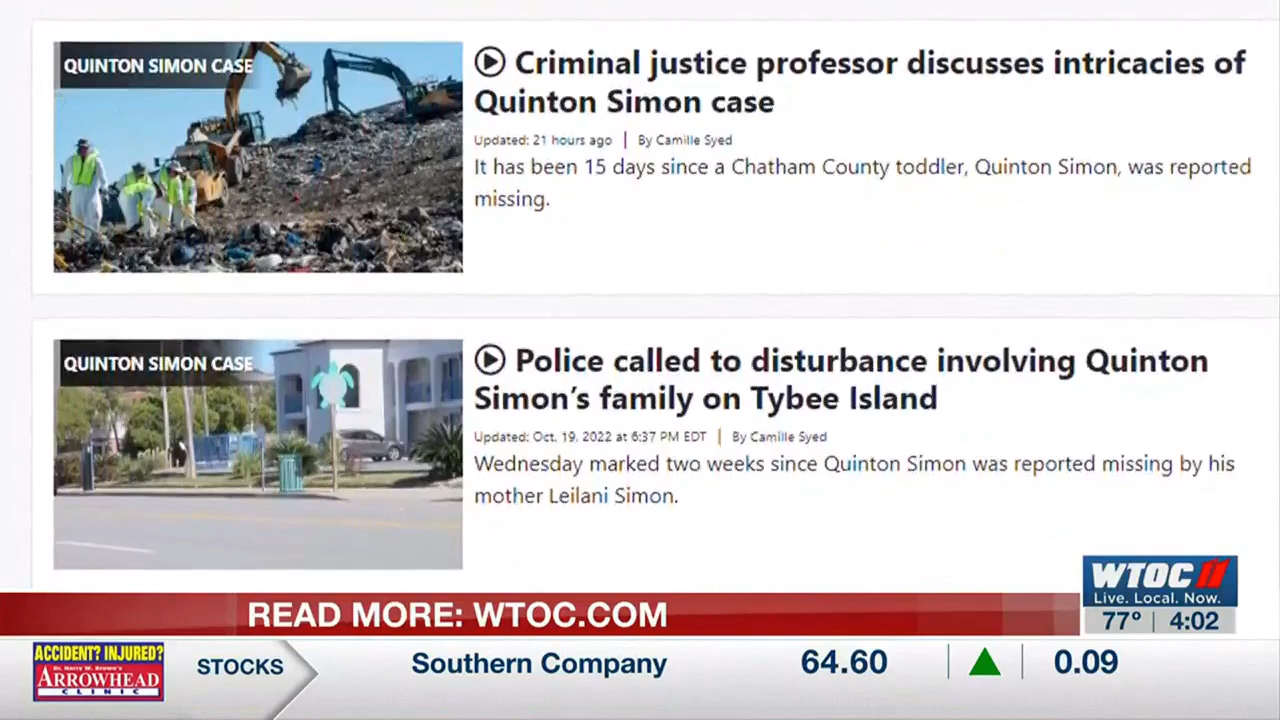 QUINTON SIMON CASE
Criminal justice professor discusses intricacies of
Quinton Simon case
Updated: 21 hours ago | By Camille Syed
It has been 15 days since a Chatham County toddler, Quinton Simon, was reported
missing.
QUINTON SIMON CASE
Police called to disturbance involving Quinton
Simon's family on Tybee Island
Updated: Oct. 19, 2022 at 6:37 PM EDT | By Camille Syed
Wednesday marked two weeks since Quinton Simon was reported missing by his
mother Leilani Simon.
WTOC 11
Live. Local. Now.
READ MORE: WTOC.COM
77° | 4:02
ACCIDENT? INJURED?
Dr. Harry W. Brown's
ARROWHEAD
CLINIC
STOCKS
Southern Company 64.60 0.09